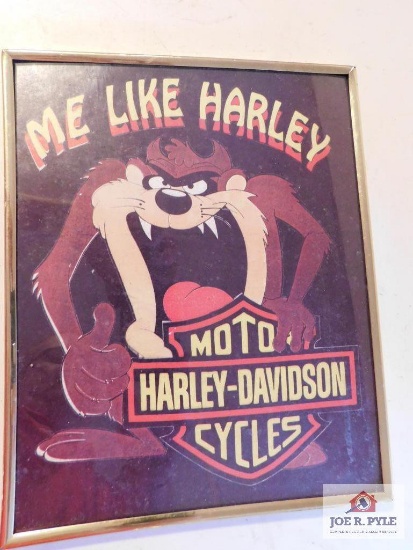 ME LIKE HARLEY
MOTO
HARLEY-DAVIDSON
CYCLES
JOE R. PYLE